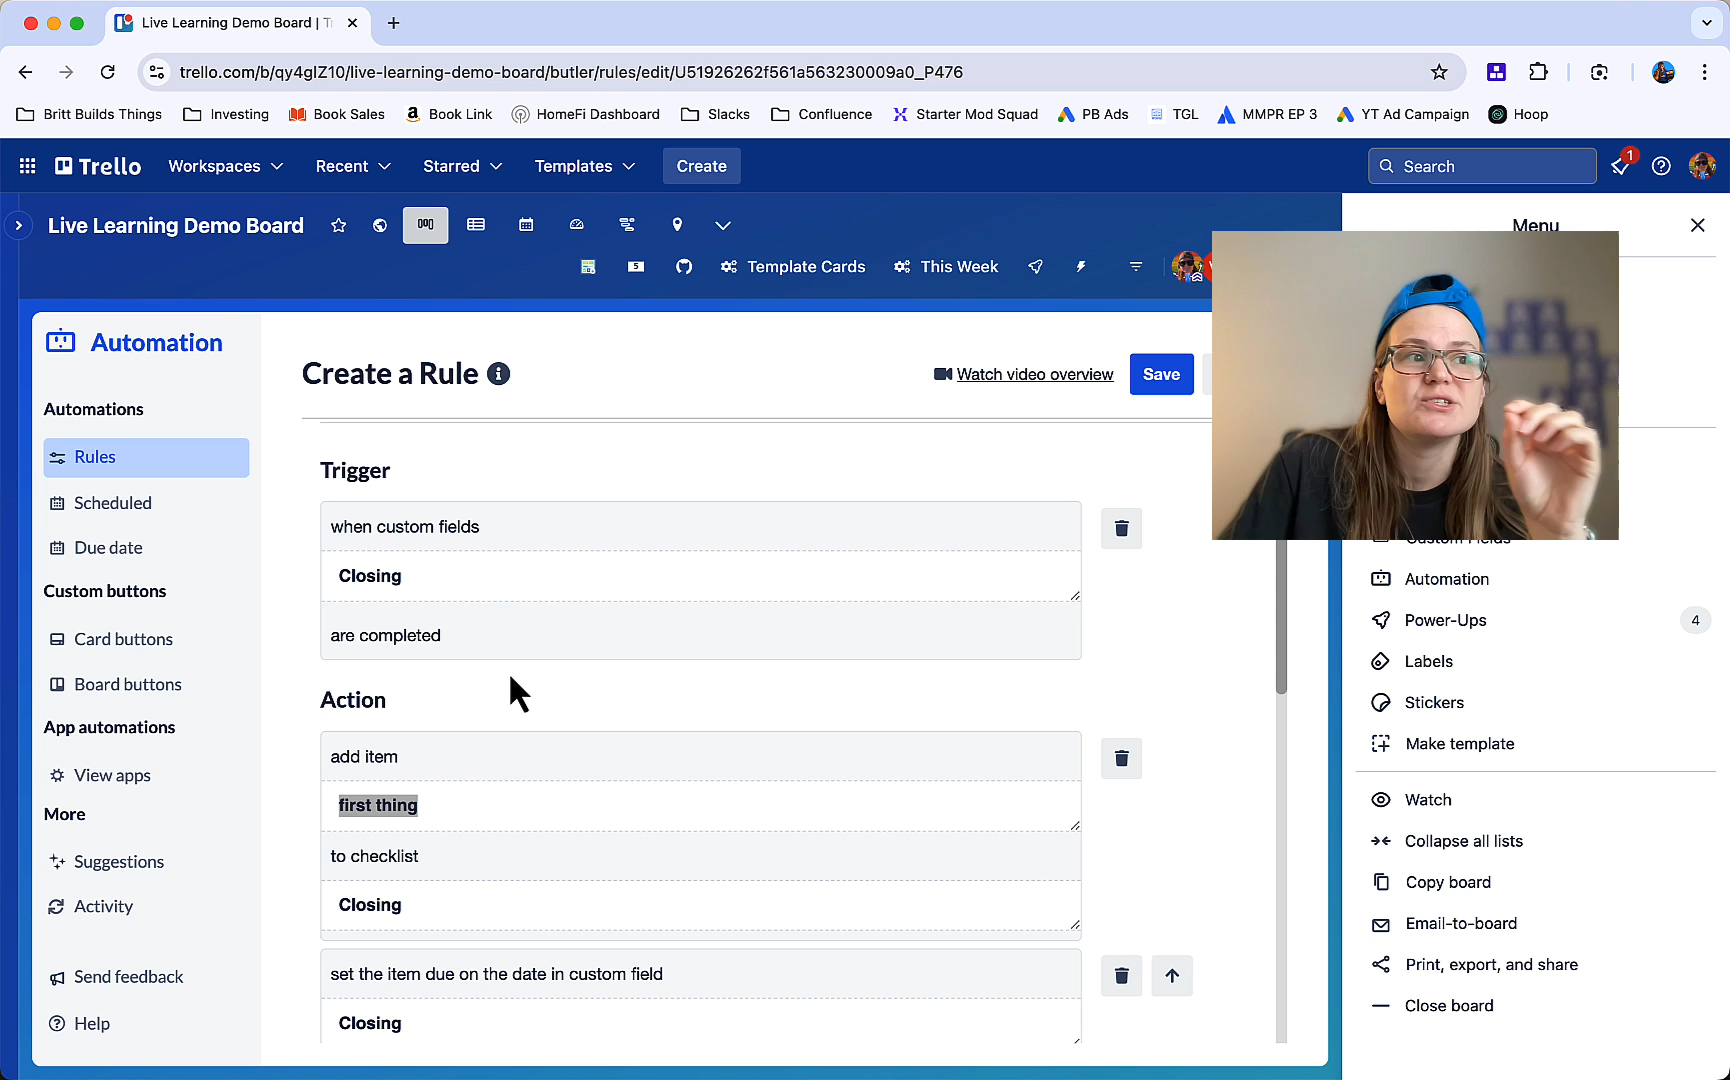 Live Learning Demo Board | Tr
trello.com/b/qy4gIZ10/live-learning-demo-board/butler/rules/edit/U51926262f561a563230009a0_P476
Britt Builds Things
Investing
Book Sales
Book Link
HomeFi Dashboard
Slacks
Confluence
Starter Mod Squad
PB Ads
TGL
MMPR EP 3
YT Ad Campaign
Hoop
Trello
Workspaces
Recent
Starred
Templates
Create
Search
1
Live Learning Demo Board
Menu
5
Template Cards
This Week
Automation
Automations
Rules
Scheduled
Due date
Custom buttons
Card buttons
Board buttons
App automations
View apps
More
Suggestions
Activity
Send feedback
Help
Create a Rule
Watch video overview
Save
Trigger
when custom fields
Closing
are completed
Action
add item
first thing
to checklist
Closing
set the item due on the date in custom field
Closing
Custom Fields
Automation
Power-Ups
4
Labels
Stickers
Make template
Watch
Collapse all lists
Copy board
Email-to-board
Print, export, and share
Close board